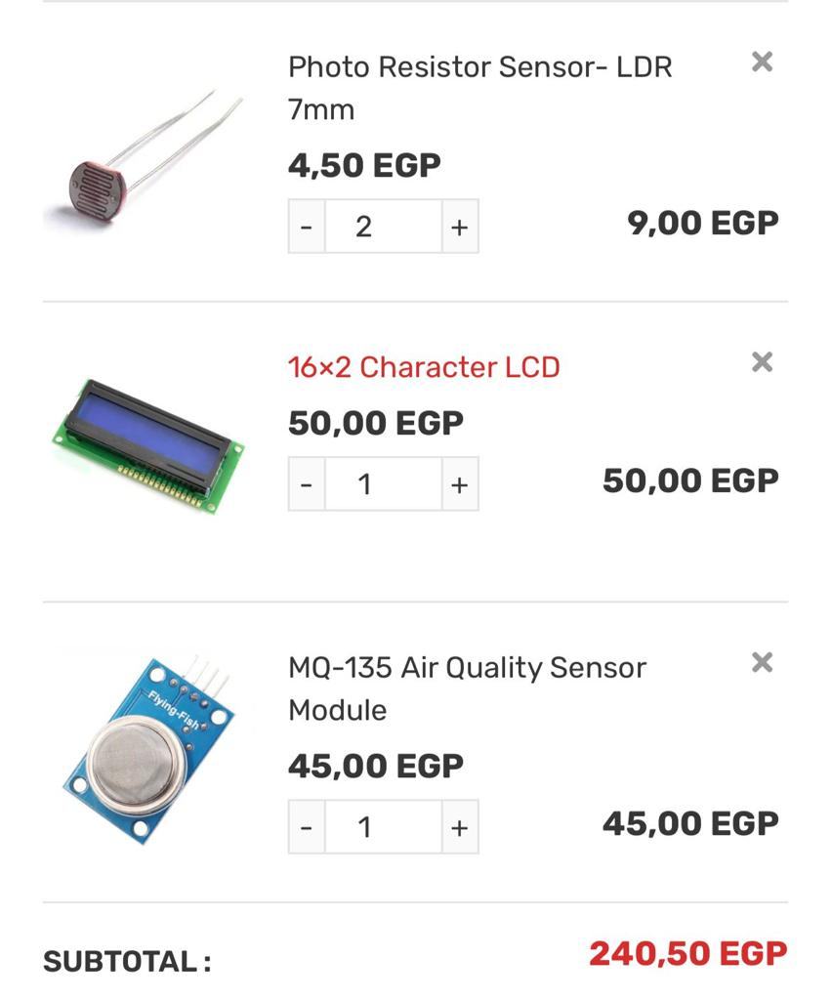 Photo Resistor Sensor- LDR
7mm
4,50 EGP
- 2 +
9,00 EGP
16×2 Character LCD
50,00 EGP
- 1 +
50,00 EGP
Flying-Fish
MQ-135 Air Quality Sensor
Module
45,00 EGP
- 1 +
45,00 EGP
SUBTOTAL :
240,50 EGP